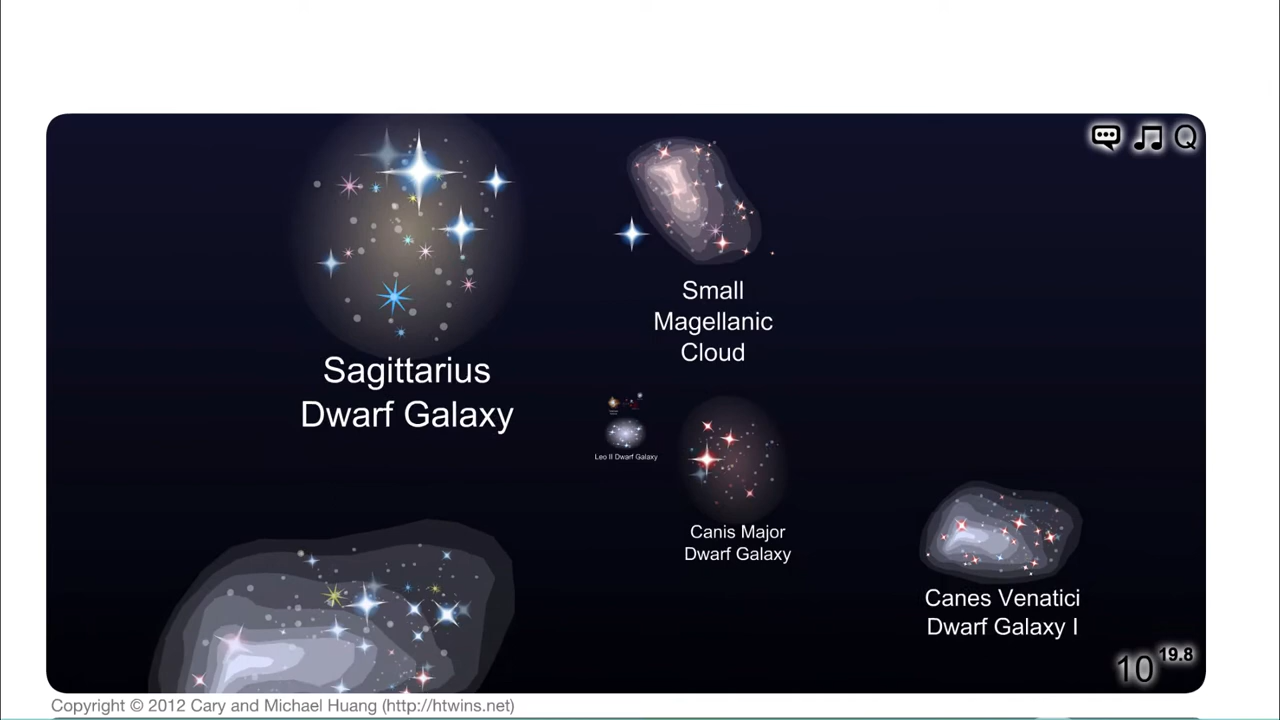 Small
Magellanic
Cloud
Sagittarius
Dwarf Galaxy
Leo II Dwarf Galaxy
Canis Major
Dwarf Galaxy
Canes Venatici
Dwarf Galaxy I
10 19.8
Copyright © 2012 Cary and Michael Huang (http://htwins.net)